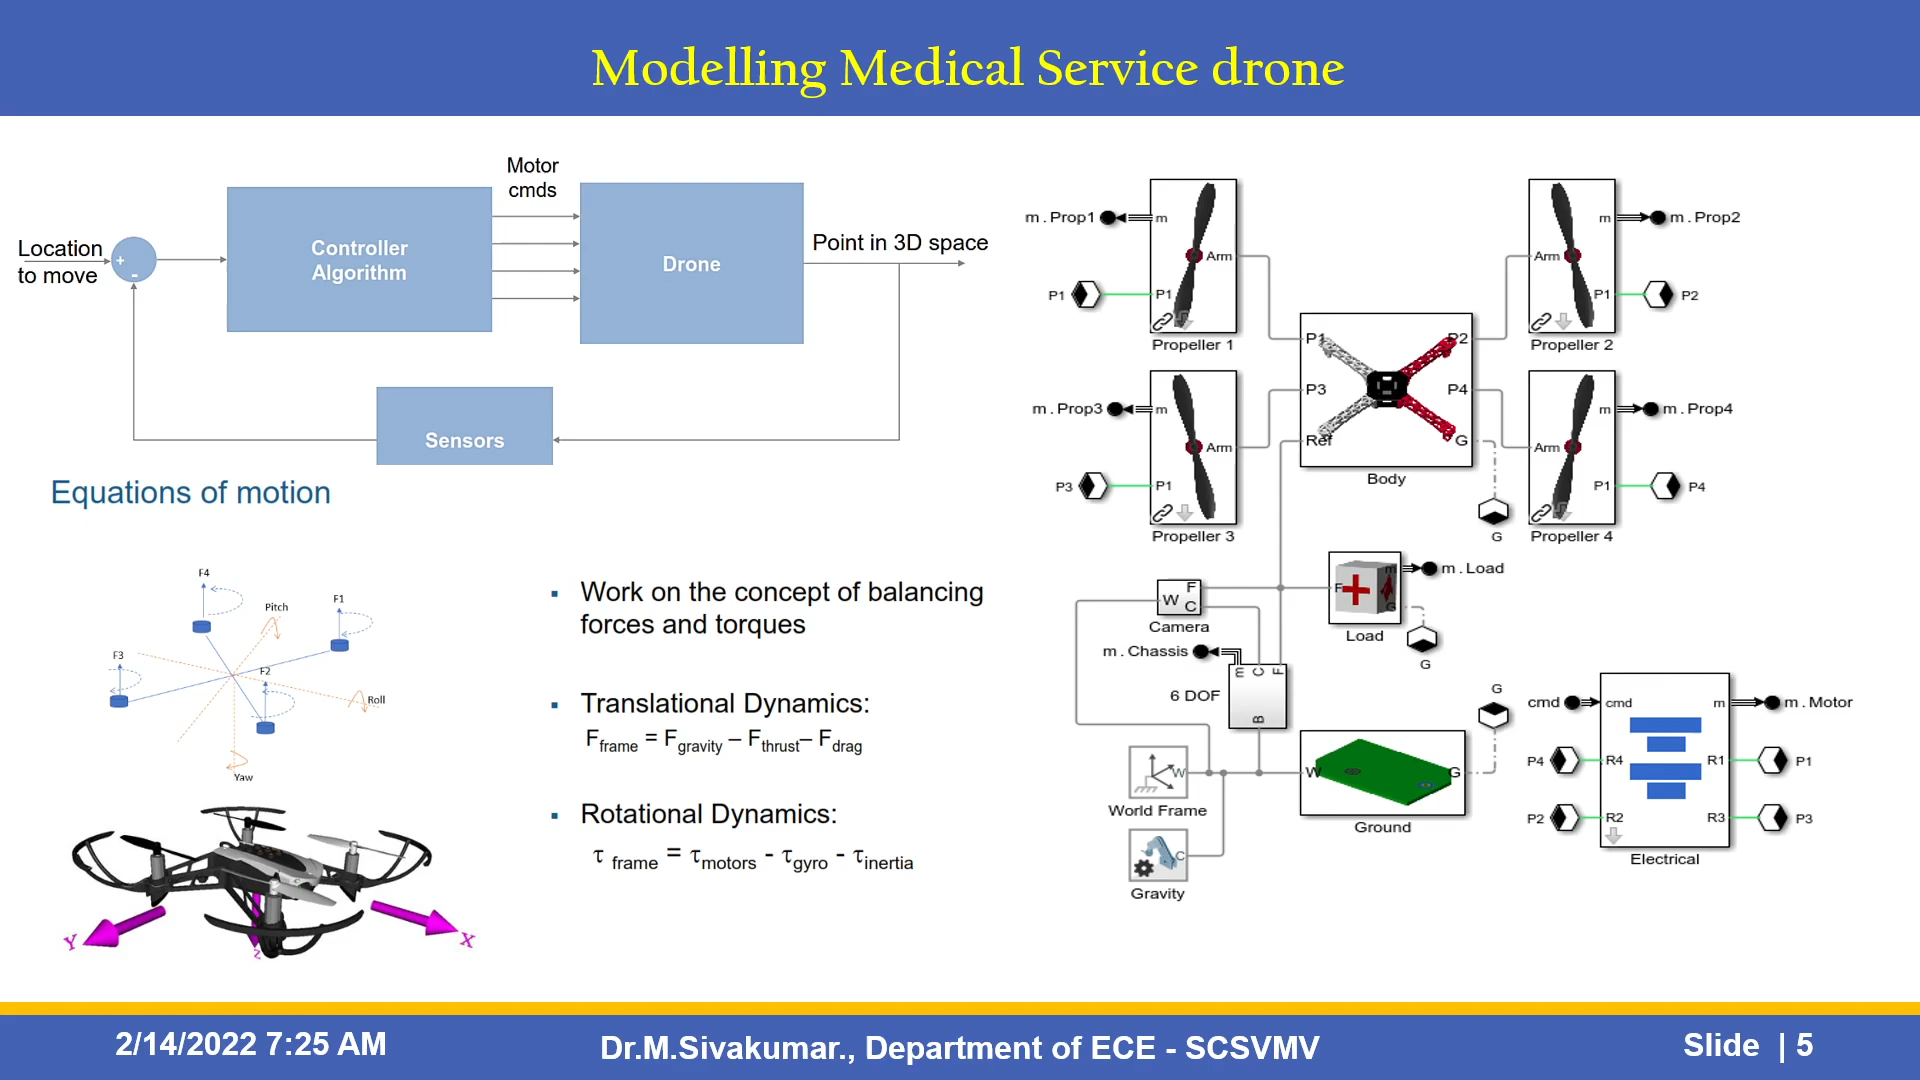 Modelling Medical Service drone
Motor
cmds
Location
to move
+
-
Controller
Algorithm
Drone
Point in 3D space
Sensors
Equations of motion
F4
F1
Pitch
F3
F2
Roll
Yaw
Y
X
Z
▪ Work on the concept of balancing
forces and torques
▪ Translational Dynamics:
Fframe = Fgravity – Fthrust– Fdrag
▪ Rotational Dynamics:
τ frame = τmotors - τgyro - τinertia
m.Prop1
m
Arm
P1
P1
Propeller 1
m
m.Prop2
Arm
P1
P2
Propeller 2
m.Prop3
m
Arm
P3
P1
Propeller 3
m
m.Prop4
Arm
P1
P4
Propeller 4
P1
P2
P3
P4
Ref
G
Body
G
F
W
C
Camera
m.Chassis
m
C
F
6 DOF
B
F
m
m.Load
G
Load
G
W
World Frame
C
Gravity
W
G
Ground
G
cmd
cmd
m
m.Motor
P4
R4
R1
P1
P2
R2
R3
P3
Electrical
2/14/2022 7:25 AM
Dr.M.Sivakumar., Department of ECE - SCSVMV
Slide | 5